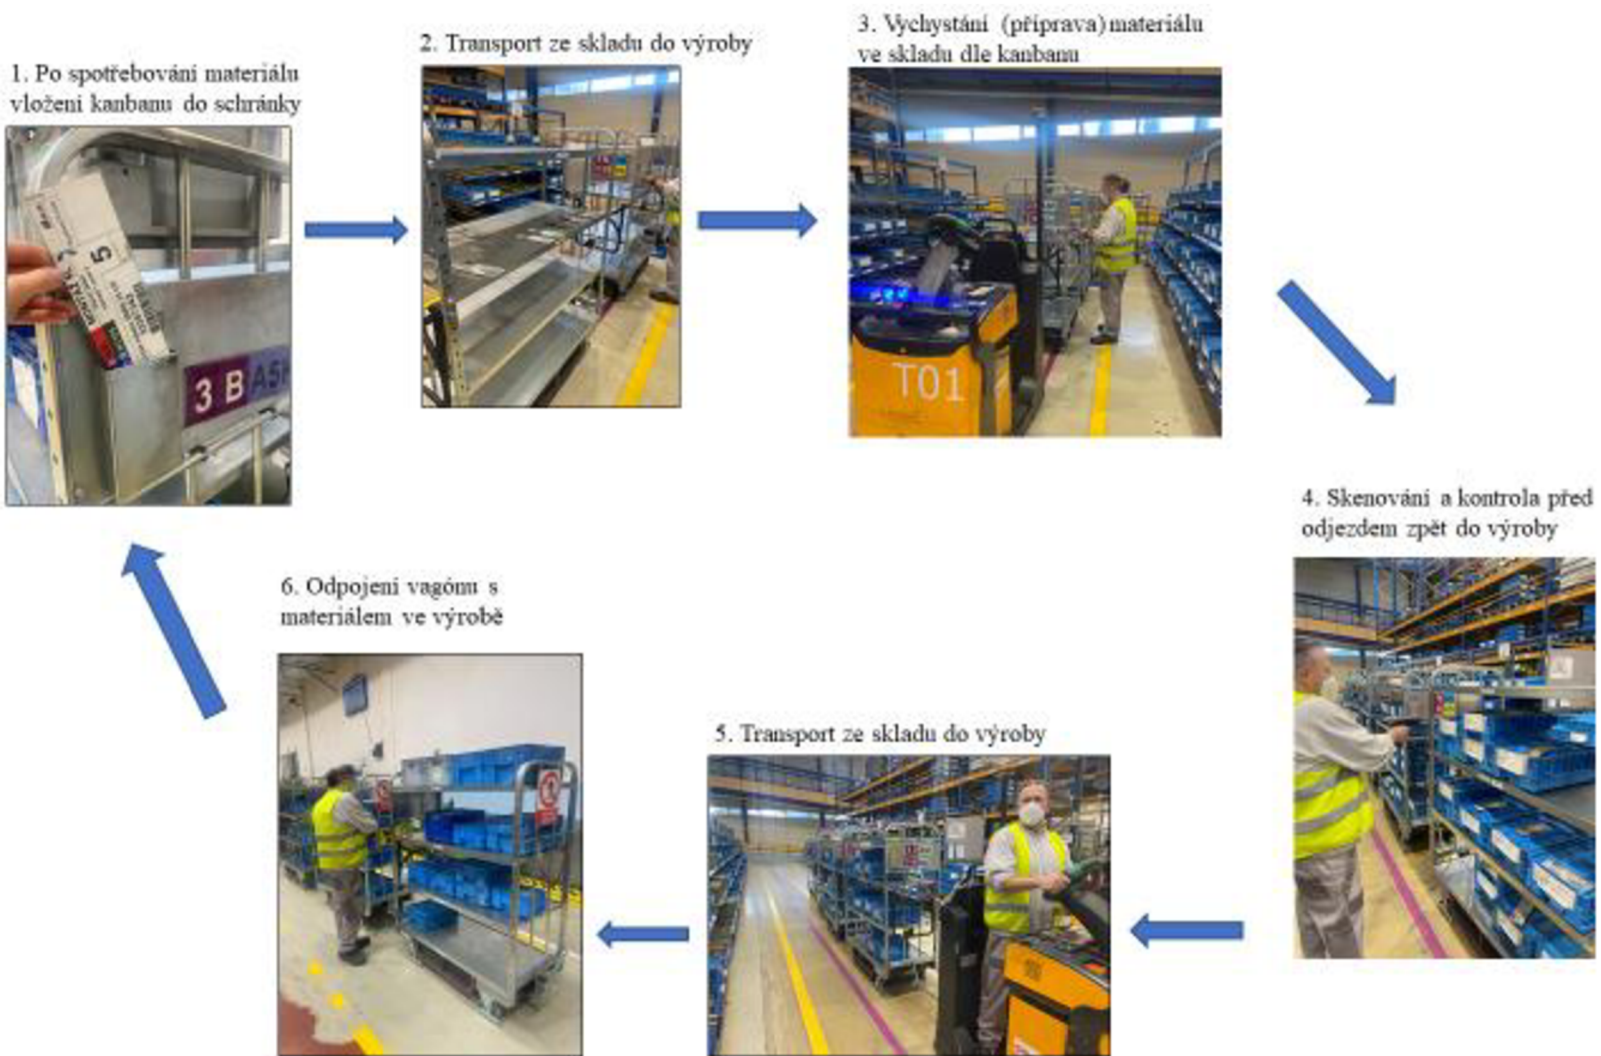 1. Po spotřebování materiálu
vložení kanbanu do schránky
2. Transport ze skladu do výroby
3. Vychystání (příprava) materiálu
ve skladu dle kanbanu
5
3 B
T01
4. Skenování a kontrola před
odjezdem zpět do výroby
6. Odpojení vagónu s
materiálem ve výrobě
5. Transport ze skladu do výroby